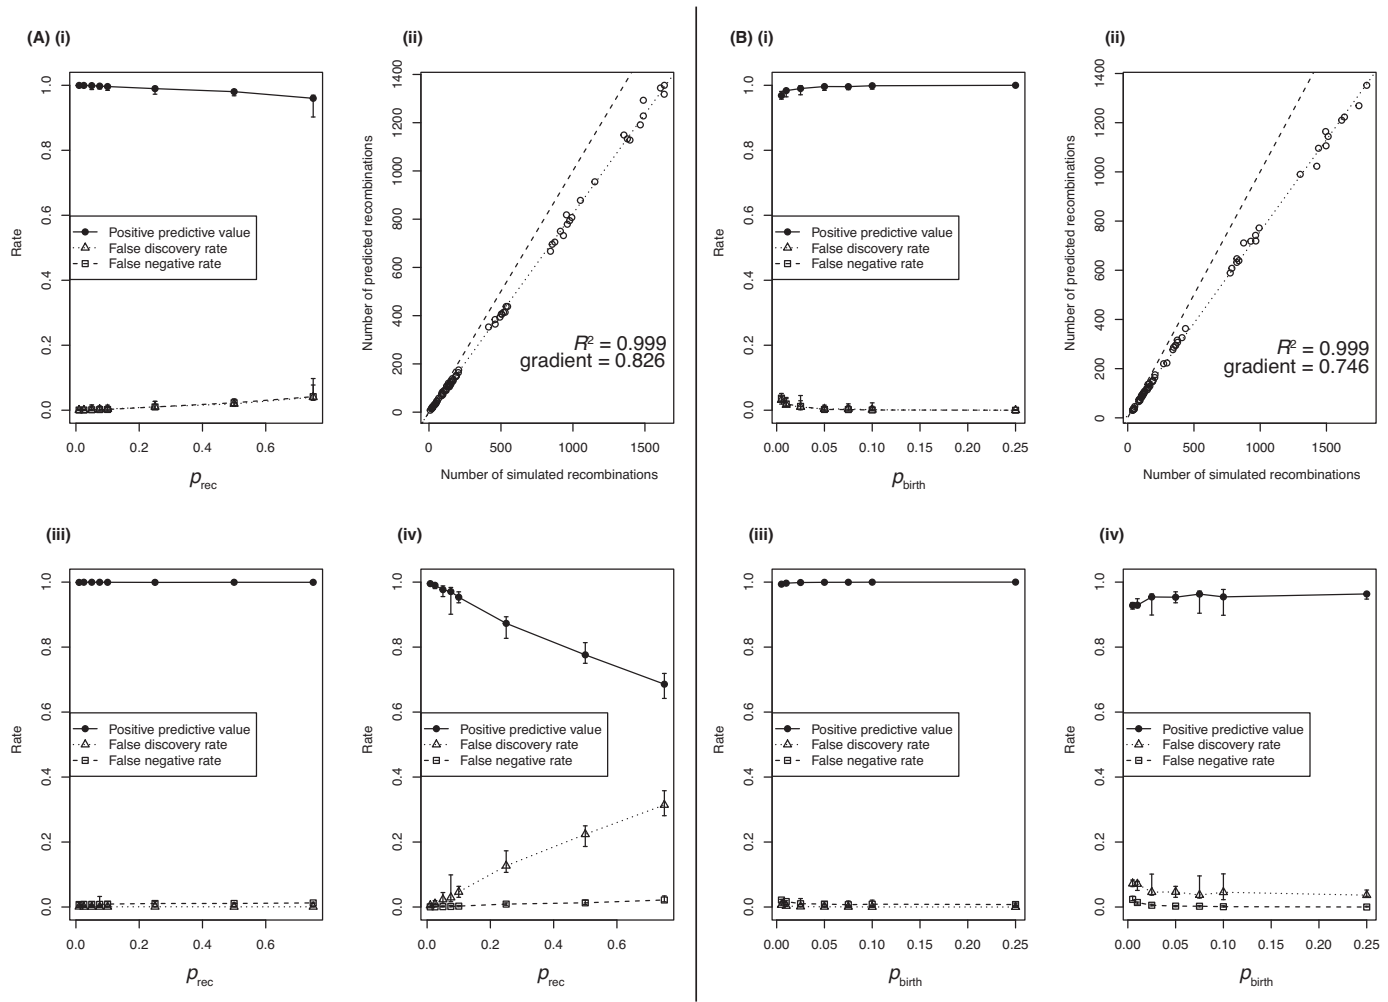 (A) (i)
Rate
1.0
0.8
0.6
0.4
0.2
0.0
Positive predictive value
False discovery rate
False negative rate
0.0 0.2 0.4 0.6
prec
(ii)
Number of predicted recombinations
1400
1200
1000
800
600
400
200
0
R2 = 0.999
gradient = 0.826
0 500 1000 1500
Number of simulated recombinations
(B) (i)
Rate
1.0
0.8
0.6
0.4
0.2
0.0
Positive predictive value
False discovery rate
False negative rate
0.00 0.05 0.10 0.15 0.20 0.25
pbirth
(ii)
Number of predicted recombinations
1400
1200
1000
800
600
400
200
0
R2 = 0.999
gradient = 0.746
0 500 1000 1500
Number of simulated recombinations
(iii)
Rate
1.0
0.8
0.6
0.4
0.2
0.0
Positive predictive value
False discovery rate
False negative rate
0.0 0.2 0.4 0.6
prec
(iv)
Rate
1.0
0.8
0.6
0.4
0.2
0.0
Positive predictive value
False discovery rate
False negative rate
0.0 0.2 0.4 0.6
prec
(iii)
Rate
1.0
0.8
0.6
0.4
0.2
0.0
Positive predictive value
False discovery rate
False negative rate
0.00 0.05 0.10 0.15 0.20 0.25
pbirth
(iv)
Rate
1.0
0.8
0.6
0.4
0.2
0.0
Positive predictive value
False discovery rate
False negative rate
0.00 0.05 0.10 0.15 0.20 0.25
pbirth